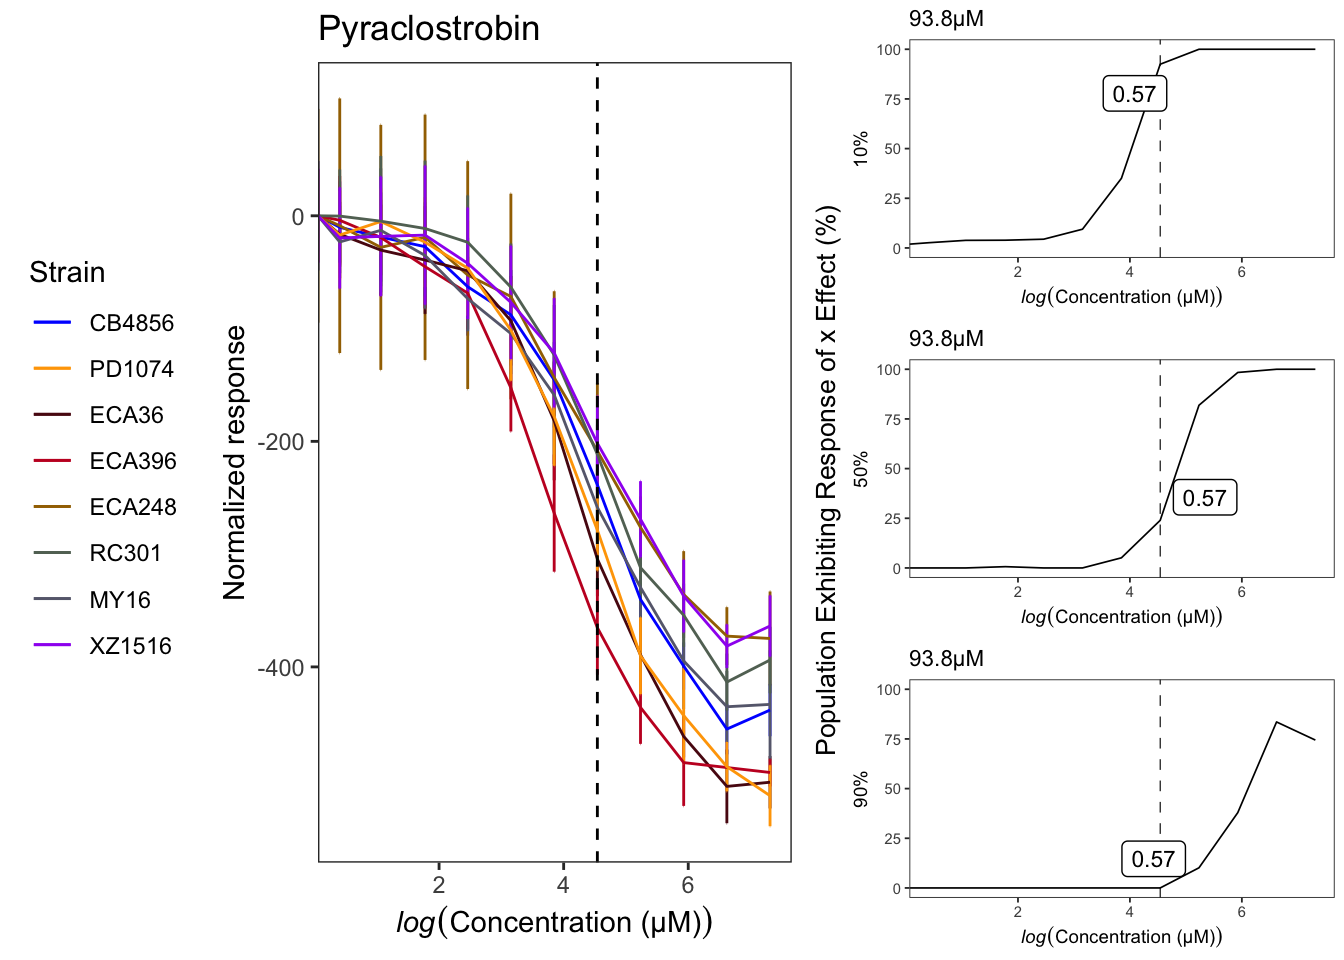 Pyraclostrobin
Strain
CB4856
PD1074
ECA36
ECA396
ECA248
RC301
MY16
XZ1516
Normalized response
0
-200
-400
2
4
6
log(Concentration (µM))
Population Exhibiting Response of x Effect (%)
93.8µM
10%
100
75
50
25
0
0.57
2
4
6
log(Concentration (µM))
93.8µM
50%
100
75
50
25
0
0.57
2
4
6
log(Concentration (µM))
93.8µM
90%
100
75
50
25
0
0.57
2
4
6
log(Concentration (µM))